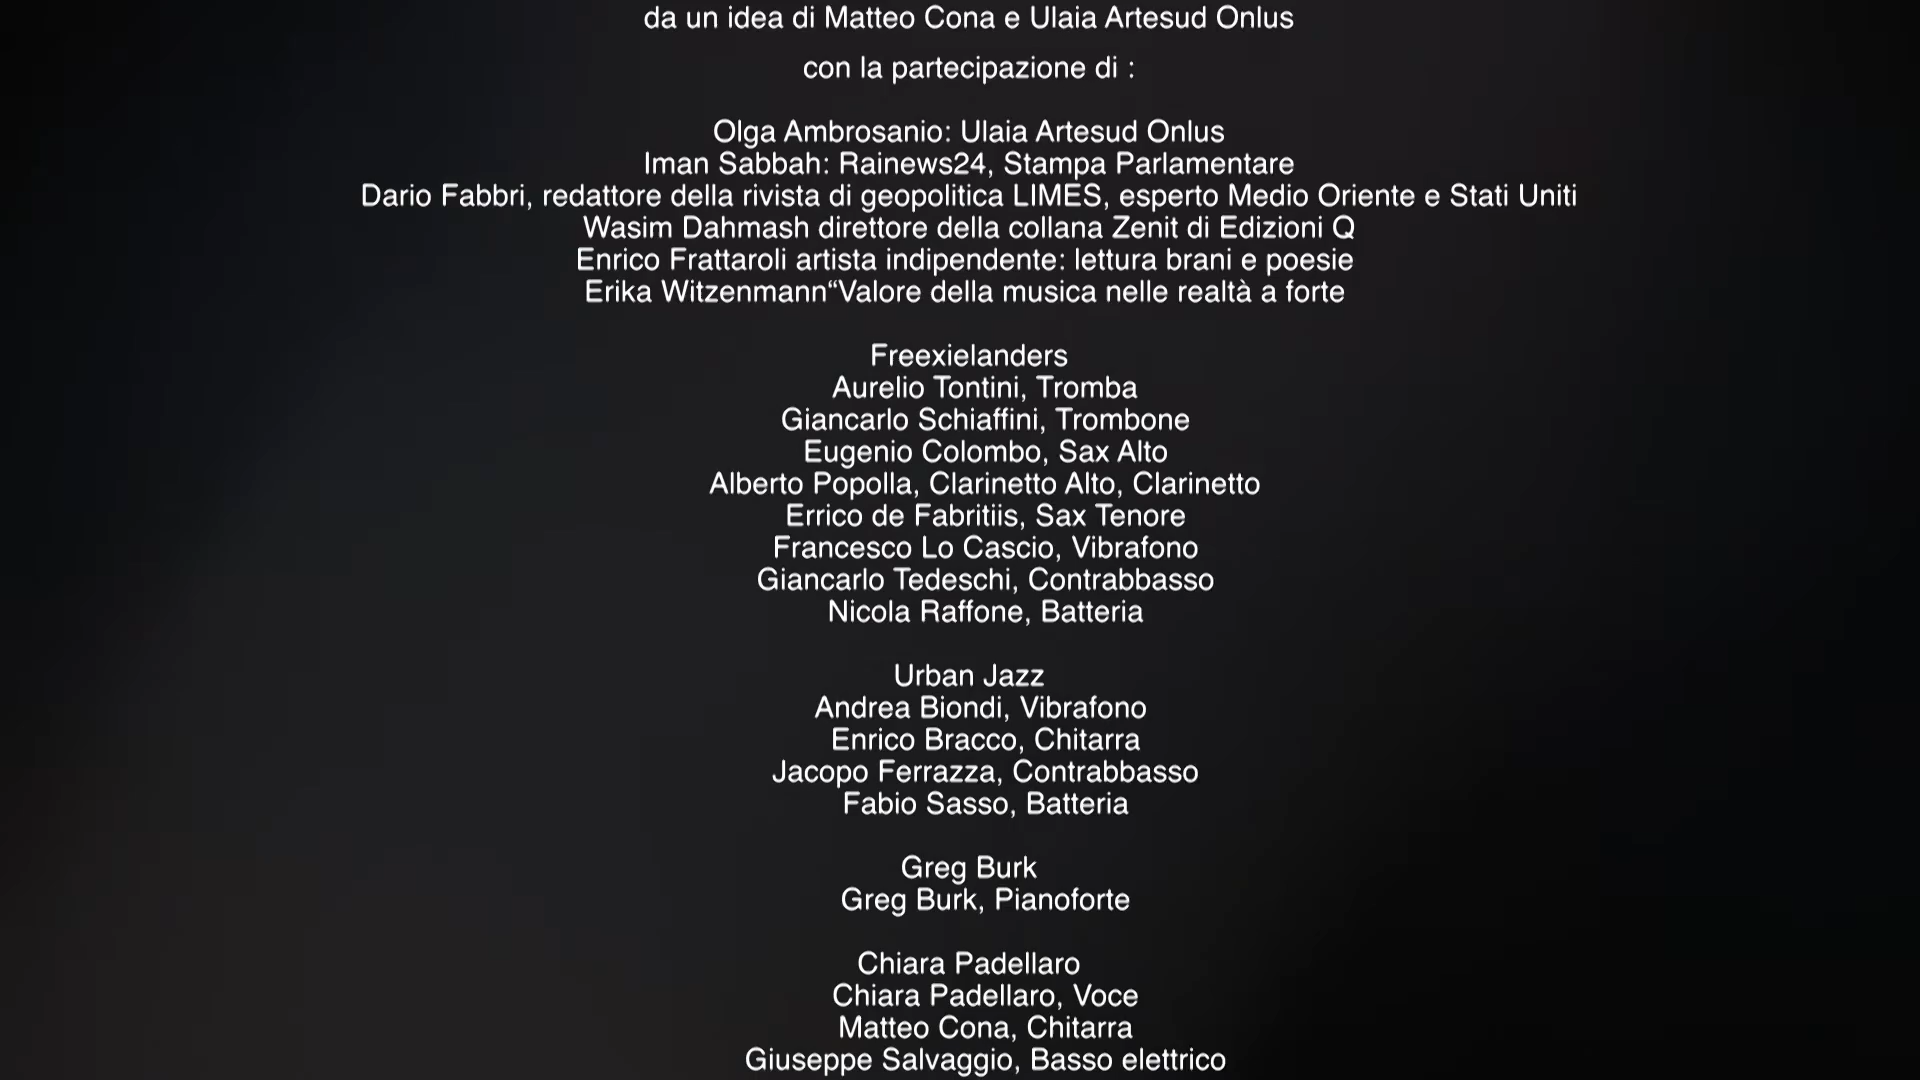 da un idea di Matteo Cona e Ulaia Artesud Onlus
con la partecipazione di :
Olga Ambrosanio: Ulaia Artesud Onlus
Iman Sabbah: Rainews24, Stampa Parlamentare
Dario Fabbri, redattore della rivista di geopolitica LIMES, esperto Medio Oriente e Stati Uniti
Wasim Dahmash direttore della collana Zenit di Edizioni Q
Enrico Frattaroli artista indipendente: lettura brani e poesie
Erika Witzenmann“Valore della musica nelle realtà a forte
Freexielanders
Aurelio Tontini, Tromba
Giancarlo Schiaffini, Trombone
Eugenio Colombo, Sax Alto
Alberto Popolla, Clarinetto Alto, Clarinetto
Errico de Fabritiis, Sax Tenore
Francesco Lo Cascio, Vibrafono
Giancarlo Tedeschi, Contrabbasso
Nicola Raffone, Batteria
Urban Jazz
Andrea Biondi, Vibrafono
Enrico Bracco, Chitarra
Jacopo Ferrazza, Contrabbasso
Fabio Sasso, Batteria
Greg Burk
Greg Burk, Pianoforte
Chiara Padellaro
Chiara Padellaro, Voce
Matteo Cona, Chitarra
Giuseppe Salvaggio, Basso elettrico